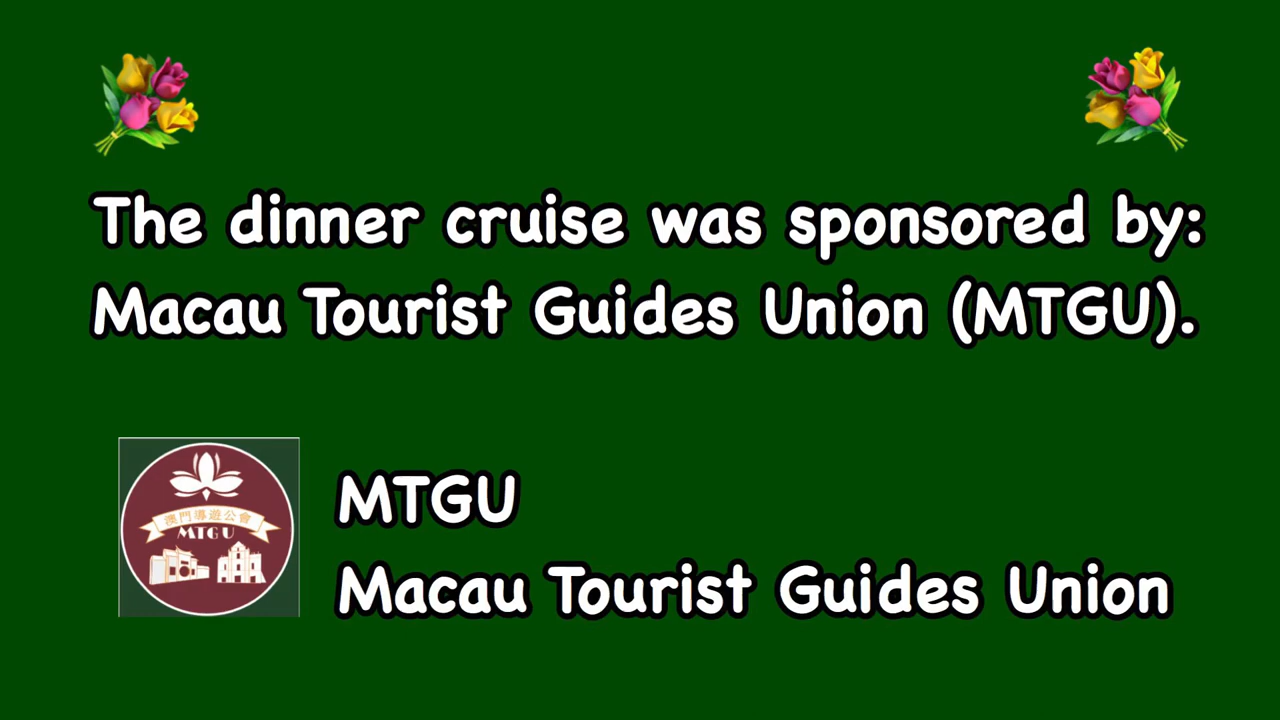 The dinner cruise was sponsored by:
Macau Tourist Guides Union (MTGU).
澳門導遊公會
MTGU
MTGU
Macau Tourist Guides Union